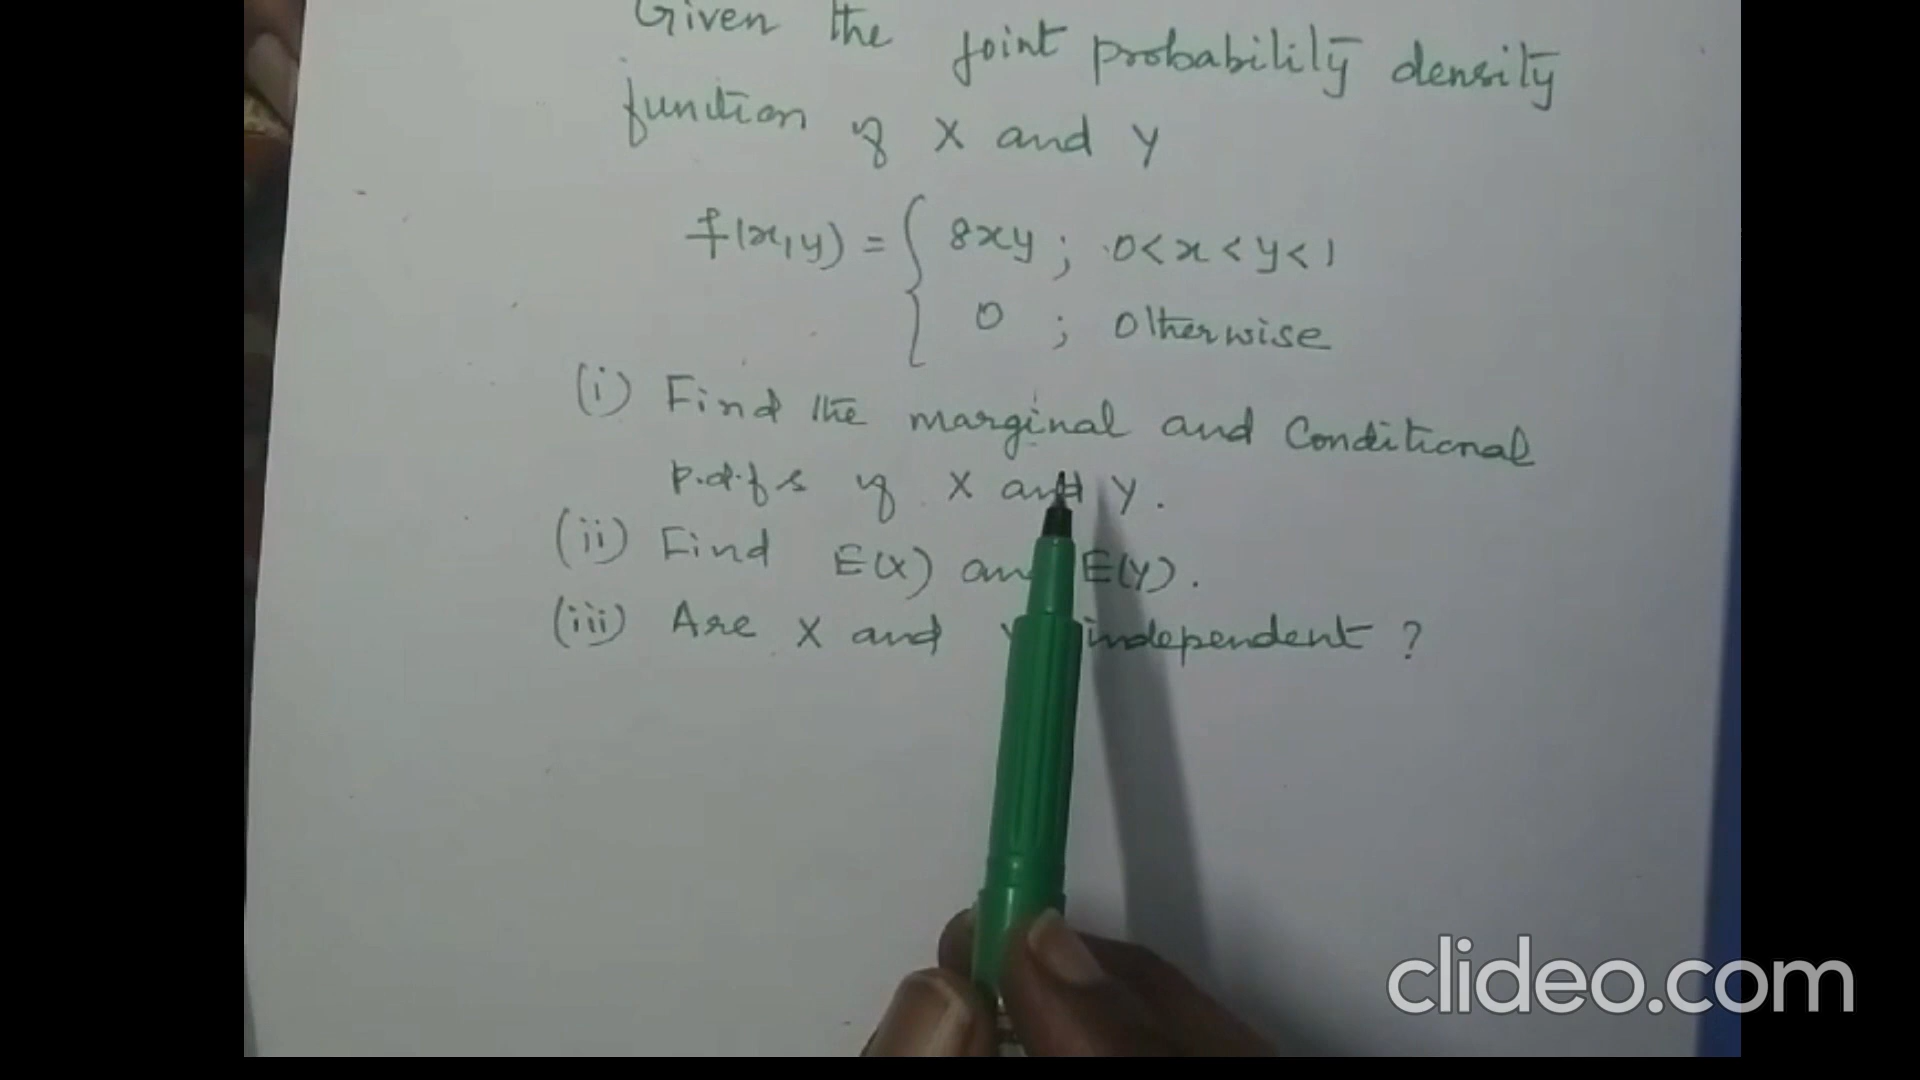 Given the joint probability density
function of X and Y
f(x,y) = { 8xy ; 0<x<y<1
0 ; Otherwise
(i) Find the marginal and Conditional
p.d.fs of X and Y.
(ii) Find E(X) and E(Y).
(iii) Are X and Y independent ?
clideo.com